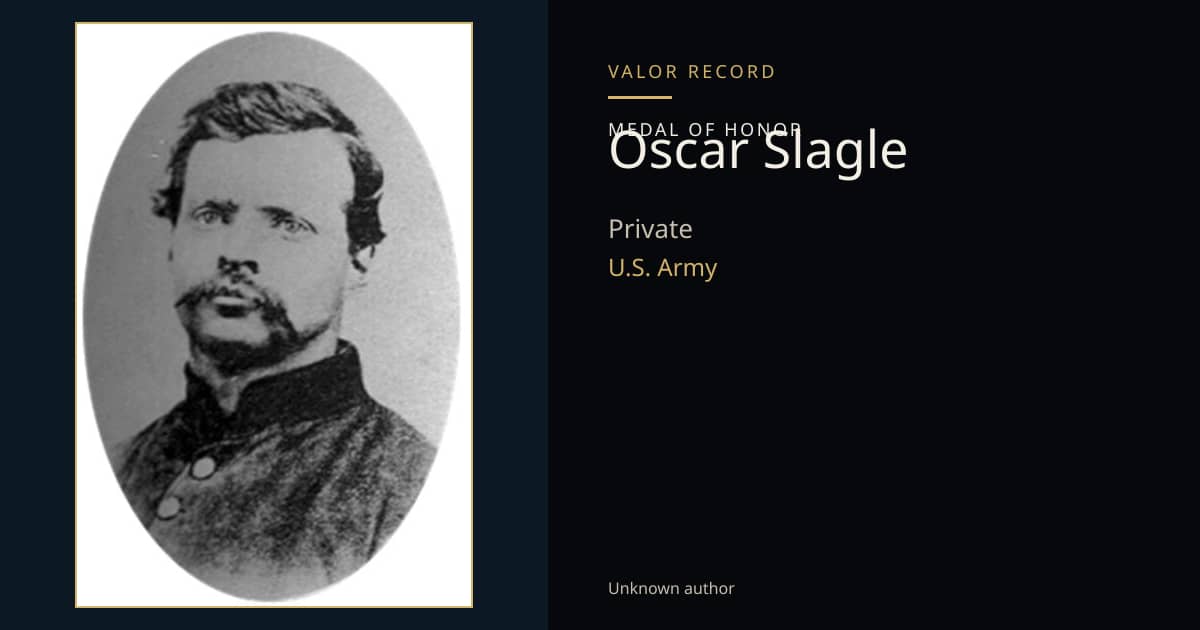 VALOR RECORD
MEDAL OF HONOR
Oscar Slagle
Private
U.S. Army
Unknown author